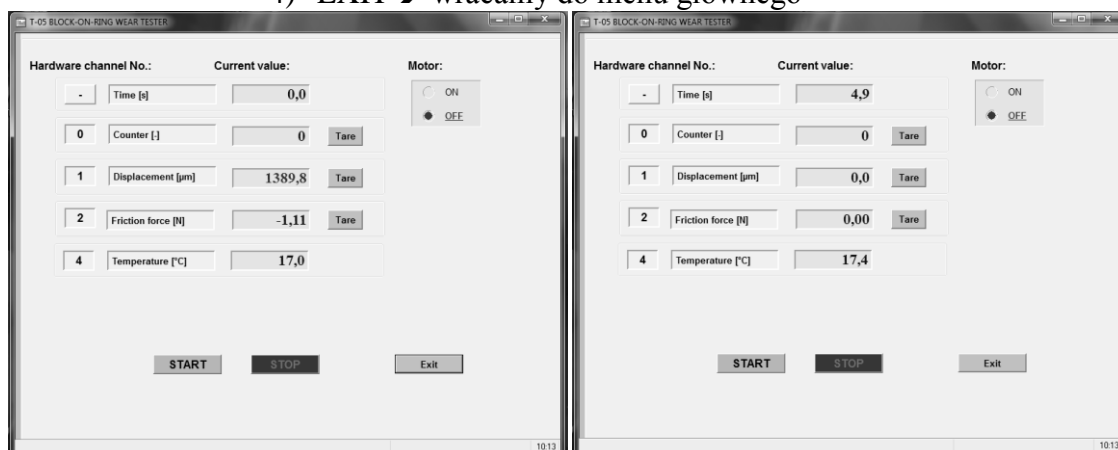 4) "EXIT-2" wracamy do menu głównego
T-05 BLOCK-ON-RING WEAR TESTER
Hardware channel No.: Current value: Motor:
- Time [s] 0,0 ON
OFF
0 Counter [-] 0 Tare
1 Displacement [µm] 1389,8 Tare
2 Friction force [N] -1,11 Tare
4 Temperature [°C] 17,0
START STOP Exit
10:13
T-05 BLOCK-ON-RING WEAR TESTER
Hardware channel No.: Current value: Motor:
- Time [s] 4,9 ON
OFF
0 Counter [-] 0 Tare
1 Displacement [µm] 0,0 Tare
2 Friction force [N] 0,00 Tare
4 Temperature [°C] 17,4
START STOP Exit
10:13